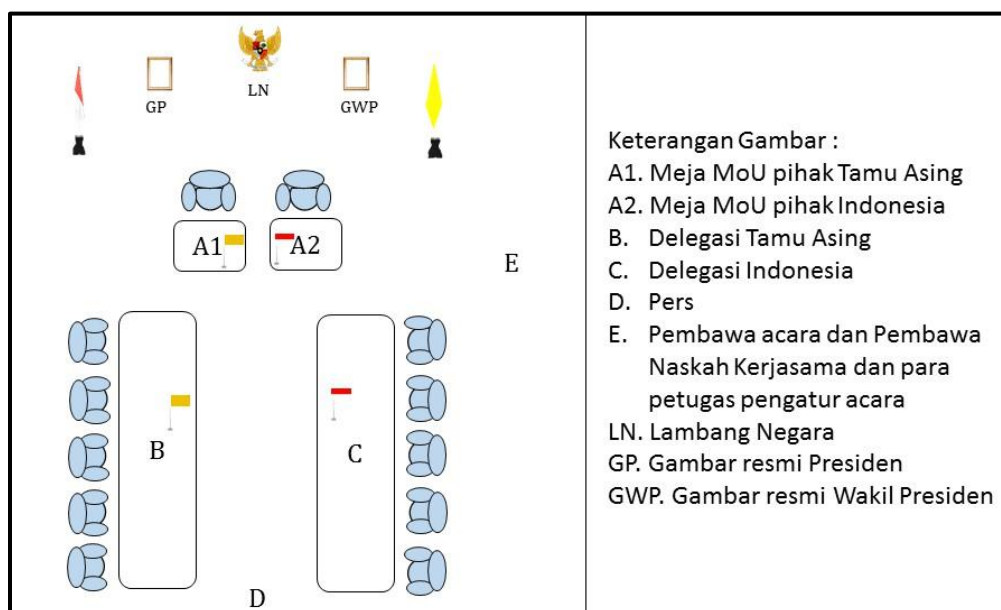 LN
GP
GWP
A1
A2
E
B
C
D
Keterangan Gambar :
A1. Meja MoU pihak Tamu Asing
A2. Meja MoU pihak Indonesia
B. Delegasi Tamu Asing
C. Delegasi Indonesia
D. Pers
E. Pembawa acara dan Pembawa
Naskah Kerjasama dan para
petugas pengatur acara
LN. Lambang Negara
GP. Gambar resmi Presiden
GWP. Gambar resmi Wakil Presiden